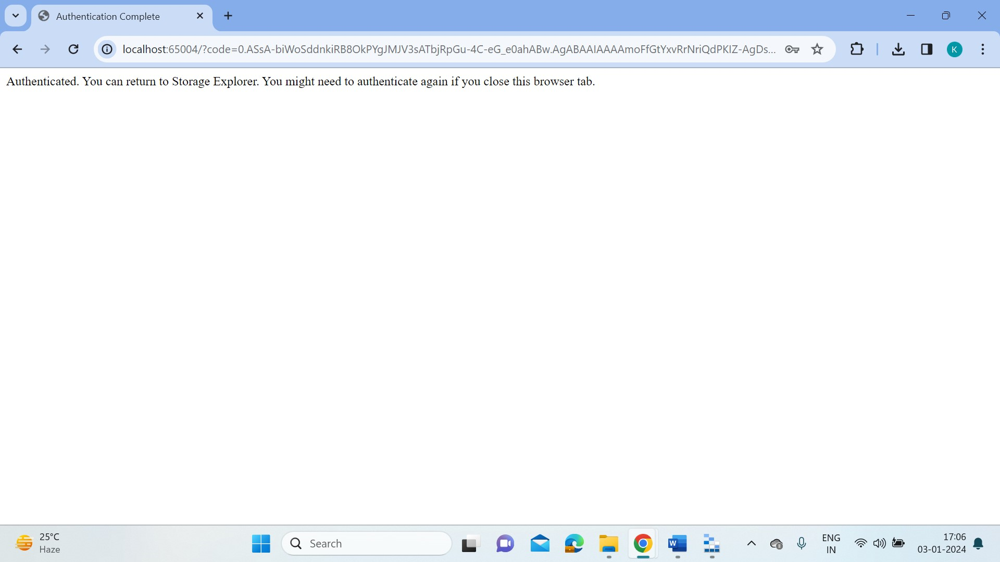 Authentication Complete
localhost:65004/?code=0.ASsA-biWoSddnkiRB8OkPYgJMJV3sATbjRpGu-4C-eG_e0ahABw.AgABAAIAAAAmoFfGtYxvRrNriQdPKIZ-AgDs...
K
Authenticated. You can return to Storage Explorer. You might need to authenticate again if you close this browser tab.
25°C
Haze
Search
W
ENG
IN
17:06
03-01-2024